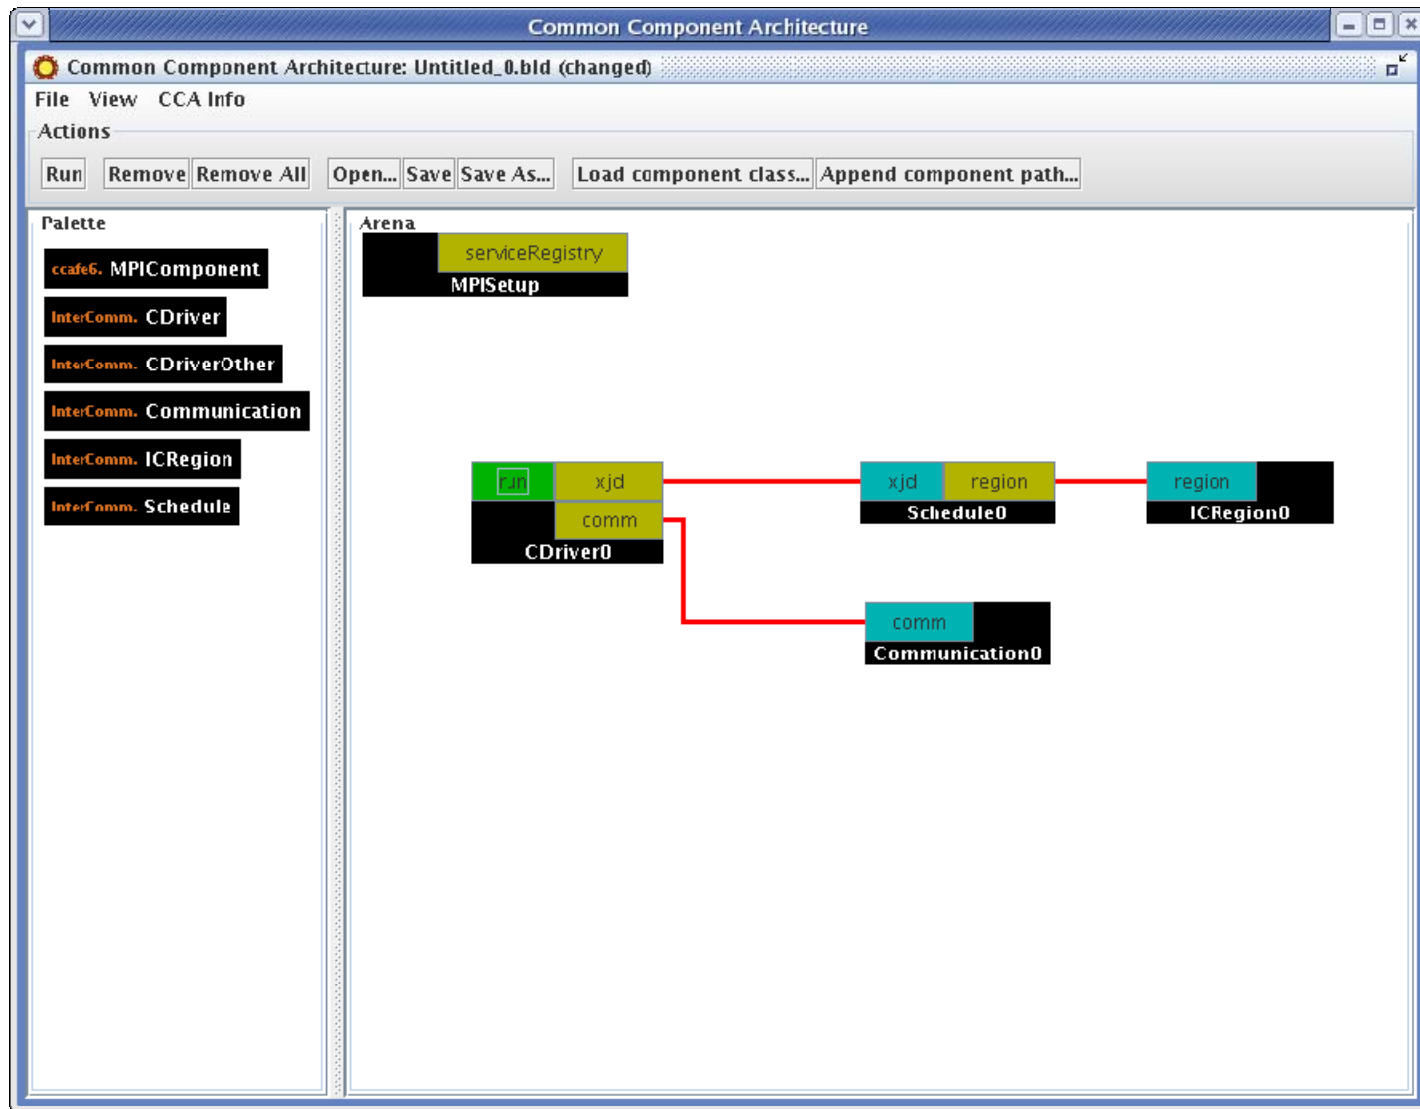 Common Component Architecture
Common Component Architecture: Untitled_0.bld (changed)
File View CCA Info
Actions
Run Remove Remove All Open... Save Save As... Load component class... Append component path...
Palette
ccafe6. MPIComponent
InterComm. CDriver
InterComm. CDriverOther
InterComm. Communication
InterComm. ICRegion
InterComm. Schedule
Arena
serviceRegistry
MPISetup
run xjd
comm
CDriver0
xjd region
Schedule0
region
ICRegion0
comm
Communication0